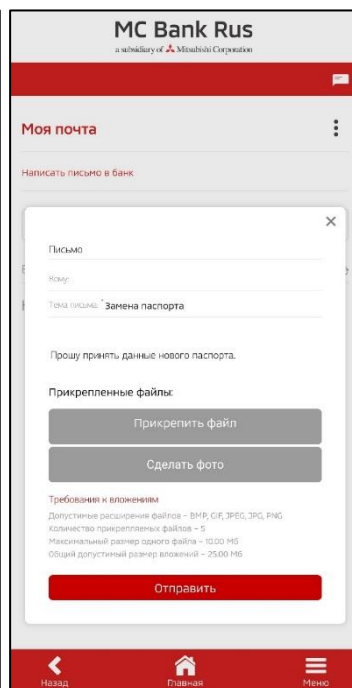 MC Bank Rus
a subsidiary of Mitsubishi Corporation
Моя почта
Написать письмо в банк
Письмо
Кому:
Тема письма: * Замена паспорта
Прошу принять данные нового паспорта.
Прикрепленные файлы:
Прикрепить файл
Сделать фото
Требования к вложениям
Допустимые расширения файлов – BMP, GIF, JPEG, JPG, PNG
Количество прикрепляемых файлов – 5
Максимальный размер одного файла – 10.00 Мб
Общий допустимый размер вложений – 25.00 Мб
Отправить
Назад
Главная
Меню